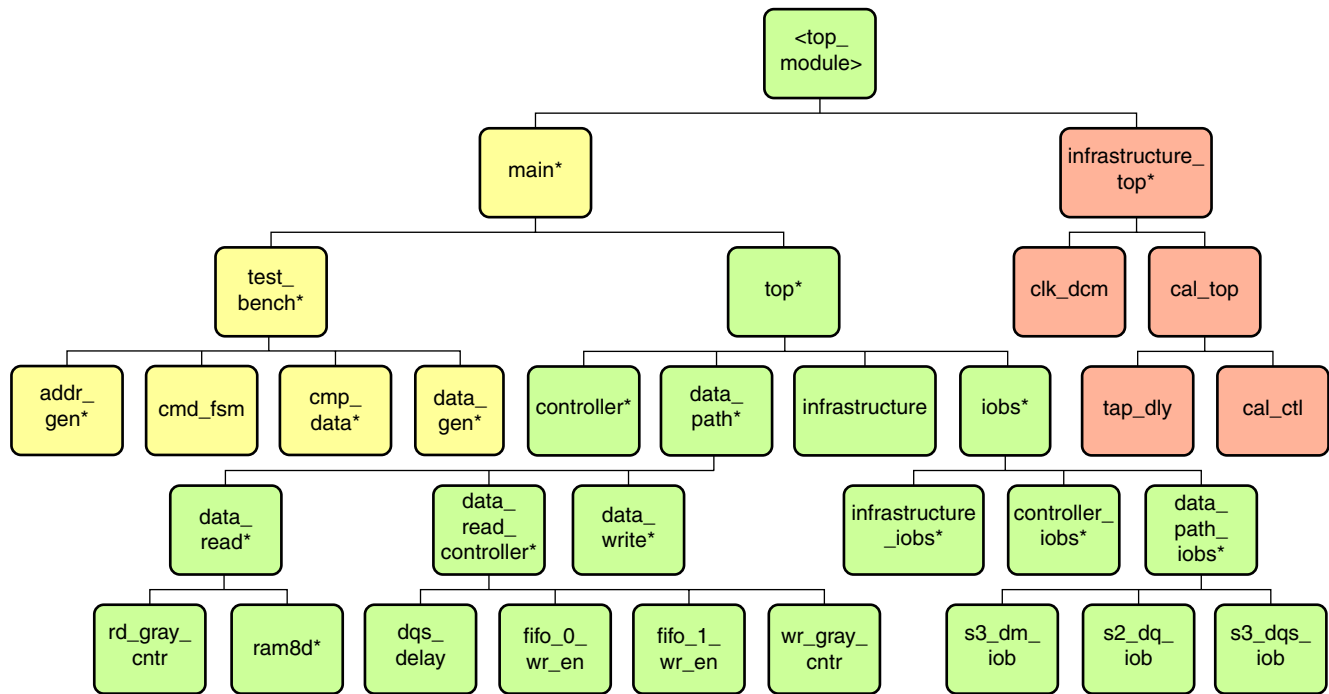 <top_
module>
main*
infrastructure_
top*
test_
bench*
top*
clk_dcm
cal_top
addr_
gen*
cmd_fsm
cmp_
data*
data_
gen*
controller*
data_
path*
infrastructure
iobs*
tap_dly
cal_ctl
data_
read*
data_
read_
controller*
data_
write*
infrastructure
_iobs*
controller_
iobs*
data_
path_
iobs*
rd_gray_
cntr
ram8d*
dqs_
delay
fifo_0_
wr_en
fifo_1_
wr_en
wr_gray_
cntr
s3_dm_
iob
s2_dq_
iob
s3_dqs_
iob